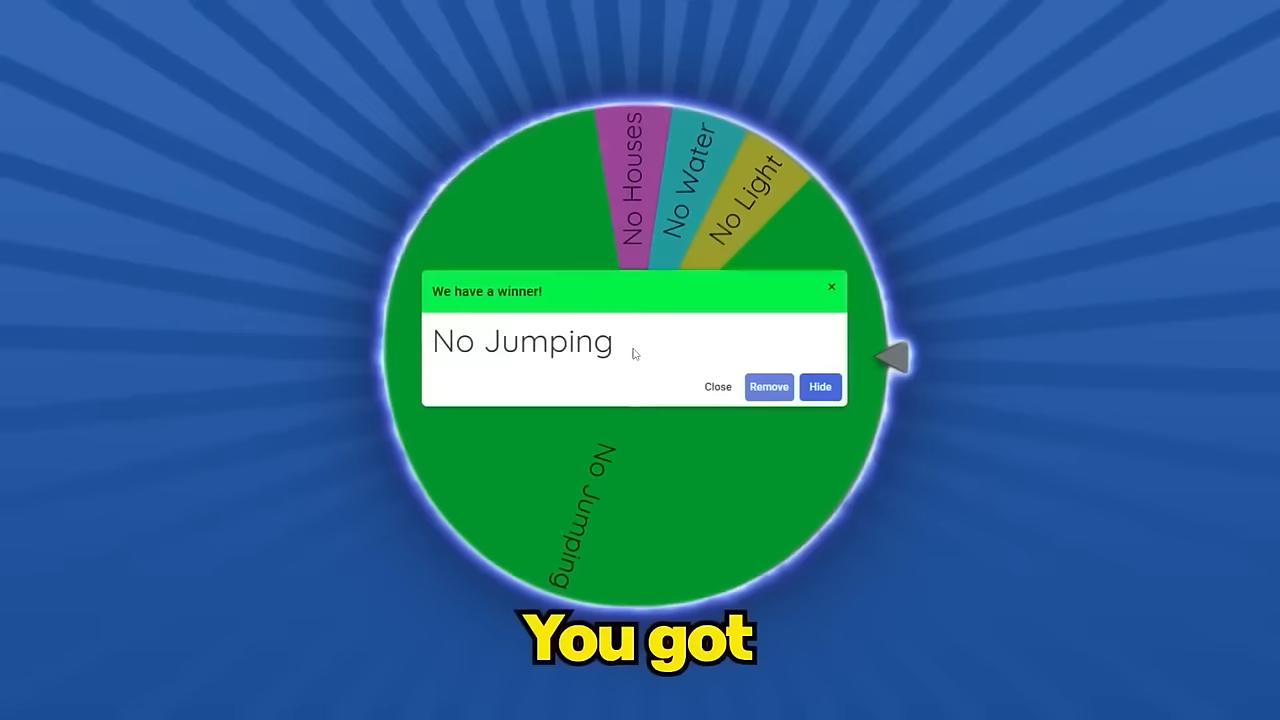 No Houses
No Water
No Light
We have a winner!
×
No Jumping
Close Remove Hide
No Jumping
You got